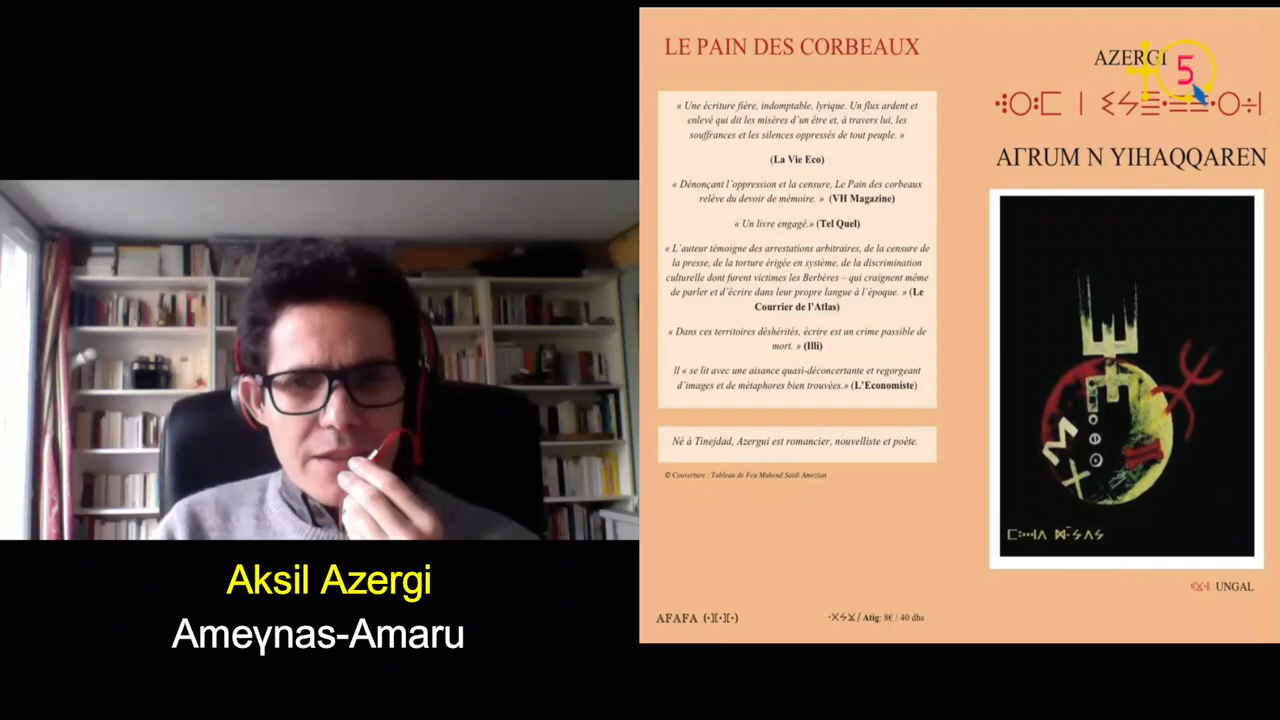 LE PAIN DES CORBEAUX
« Une écriture fière, indomptable, lyrique. Un flux ardent et
enlevé qui dit les misères d'un être et, à travers lui, les
souffrances et les silences oppressés de tout peuple. »
(La Vie Eco)
« Dénonçant l'oppression et la censure, Le Pain des corbeaux
relève du devoir de mémoire. » (VH Magazine)
« Un livre engagé.» (Tel Quel)
« L'auteur témoigne des arrestations arbitraires, de la censure de
la presse, de la torture érigée en système, de la discrimination
culturelle dont furent victimes les Berbères – qui craignent même
de parler et d'écrire dans leur propre langue à l'époque. » (Le
Courrier de l'Atlas)
« Dans ces territoires déshérités, écrire est un crime passible de
mort. » (Illi)
Il « se lit avec une aisance quasi-déconcertante et regorgeant
d'images et de métaphores bien trouvées.» (L'Economiste)
Né à Tinejdad, Azergui est romancier, nouvelliste et poète.
© Couverture : Tableau de Feu Muhend Saïdi Amezian
AFAFA (·][·][·)
/ Atig: 8€ / 40 dhs
AZERGI
5
AΓRUM N YIHAQQAREN
UNGAL
Aksil Azergi
Ameγnas-Amaru